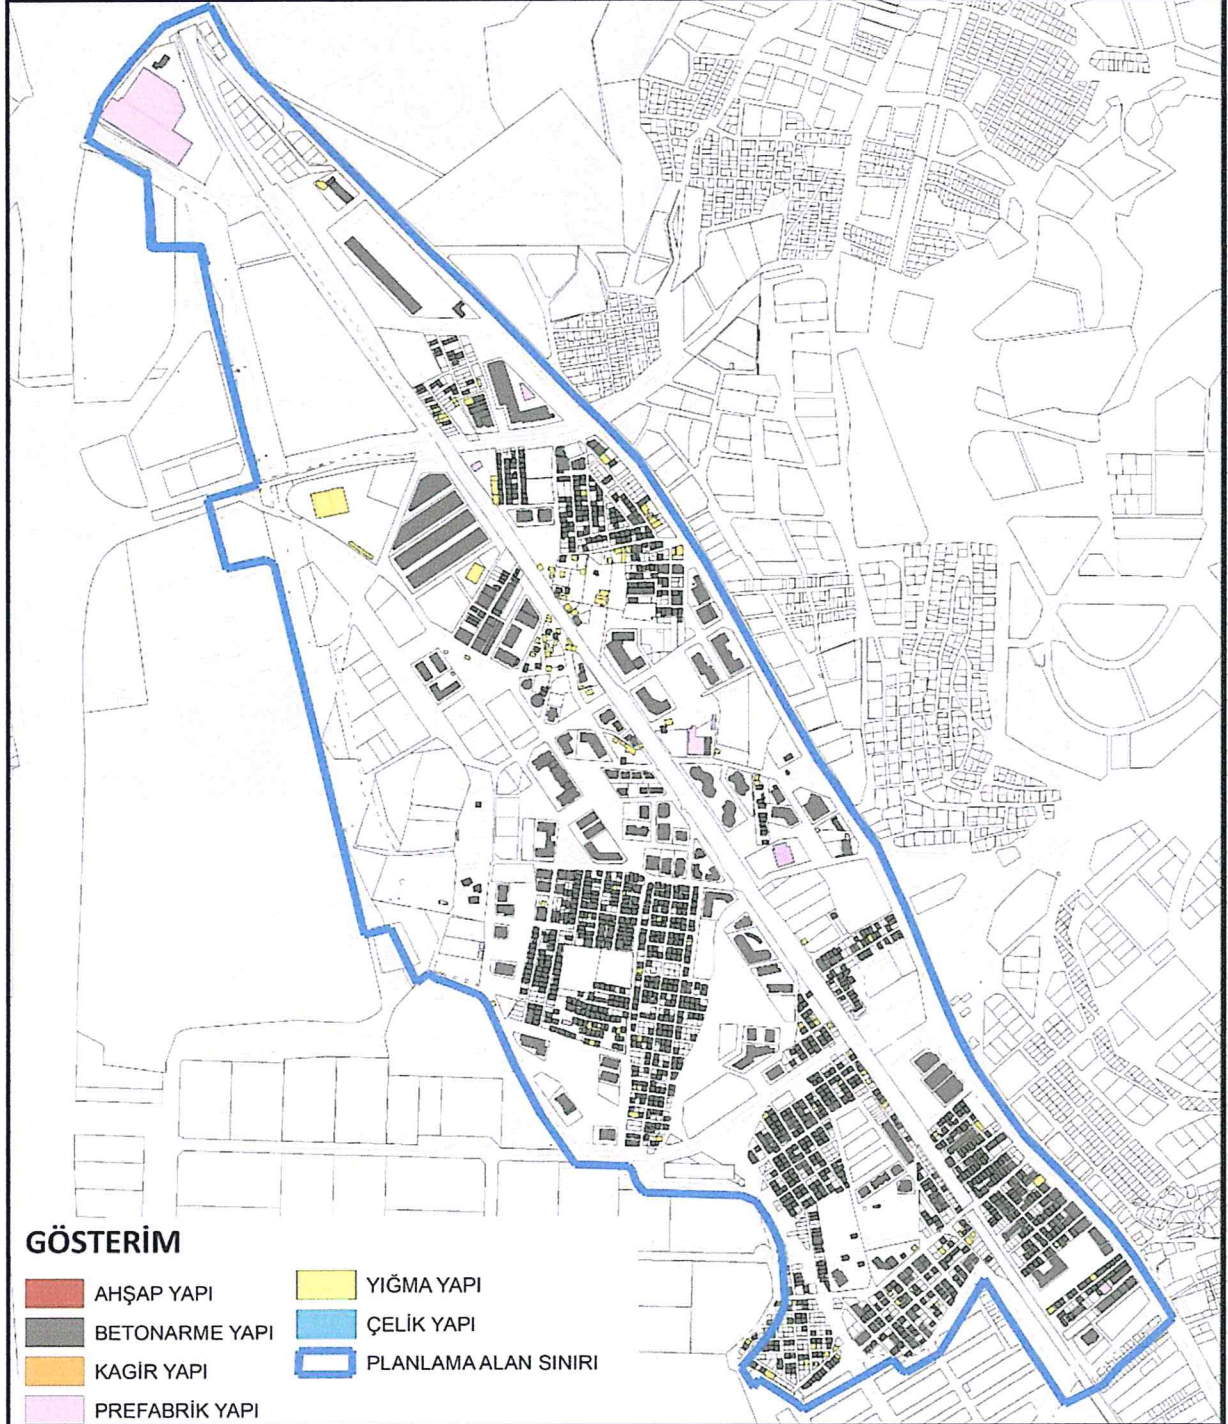 GÖSTERİM
AHŞAP YAPI
BETONARME YAPI
KAGİR YAPI
PREFABRİK YAPI
YIĞMA YAPI
ÇELİK YAPI
PLANLAMA ALAN SINIRI